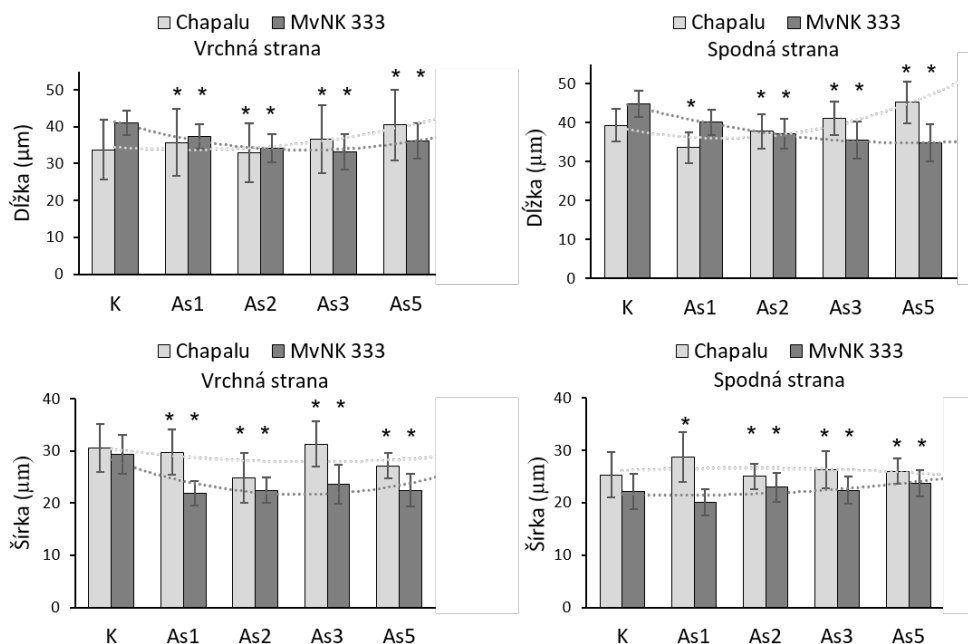 Chapalu MvNK 333
Vrchná strana
* * * * * * * *
Dĺžka (µm)
50
40
30
20
10
0
K As1 As2 As3 As5
Chapalu MvNK 333
Spodná strana
* * * * * * *
Dĺžka (µm)
50
40
30
20
10
0
K As1 As2 As3 As5
Chapalu MvNK 333
Vrchná strana
* * * * * * * *
Šírka (µm)
40
30
20
10
0
K As1 As2 As3 As5
Chapalu MvNK 333
Spodná strana
* * * * * * *
Šírka (µm)
40
30
20
10
0
K As1 As2 As3 As5